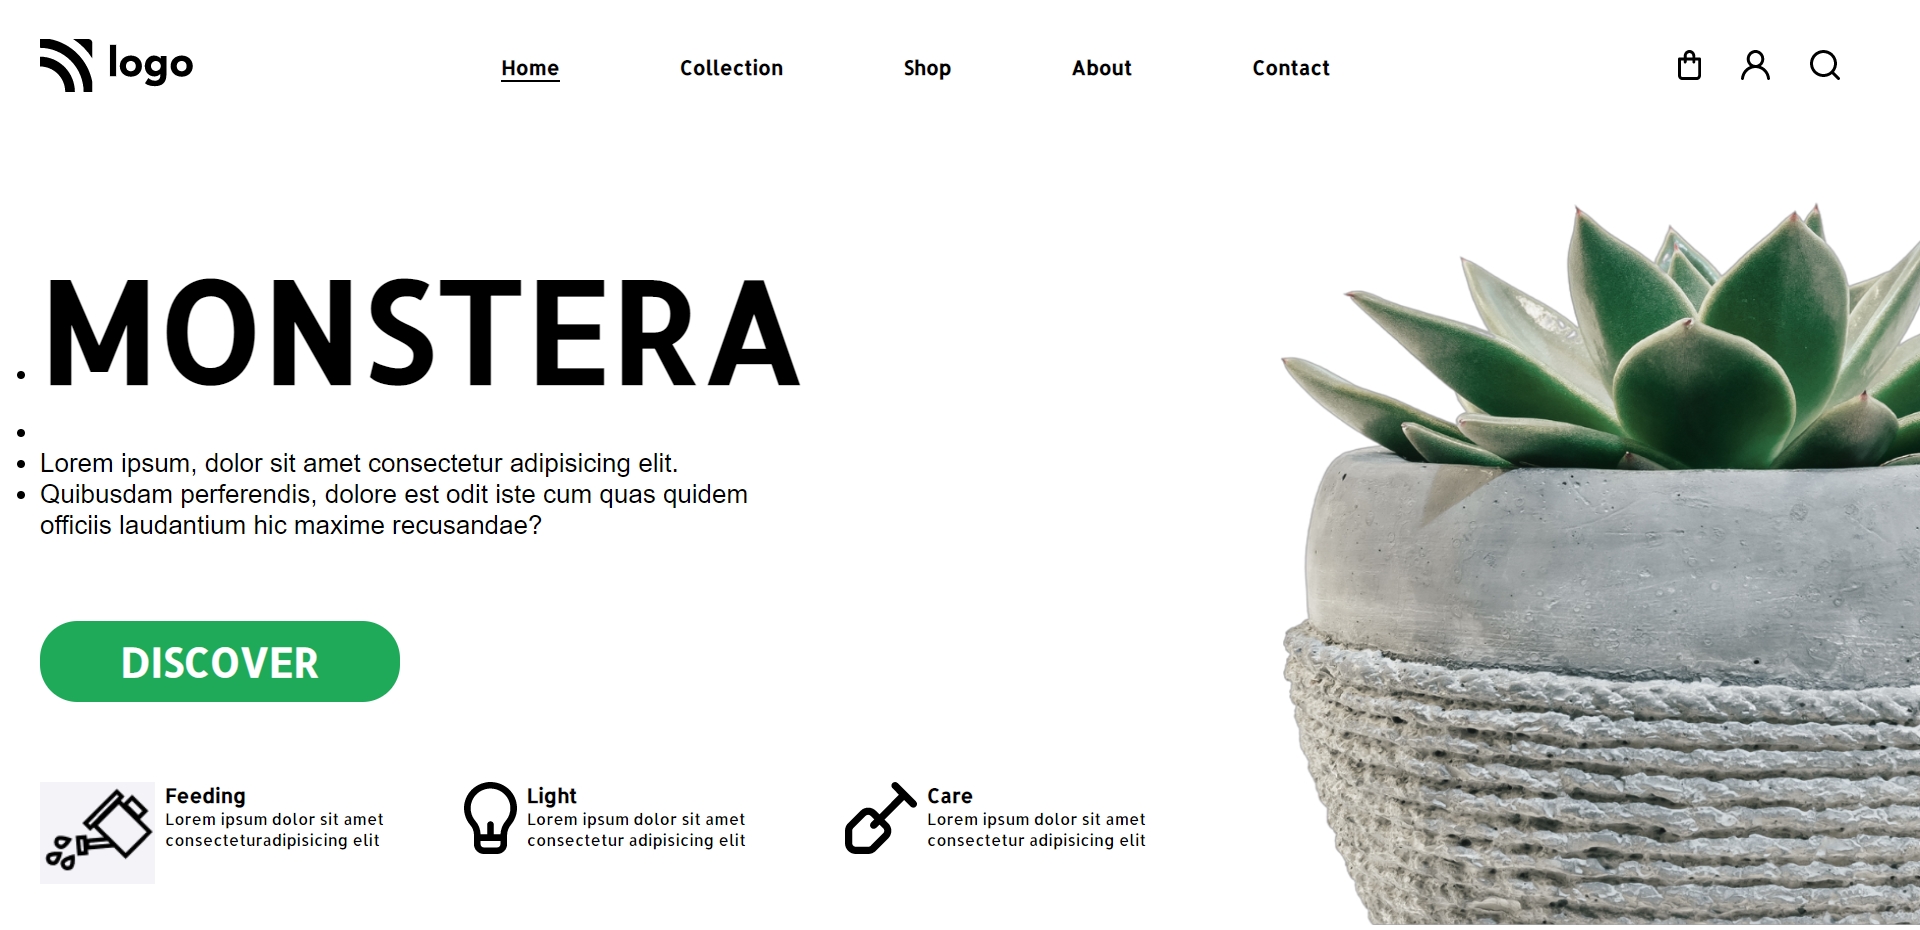 logo
Home
Collection
Shop
About
Contact
MONSTERA
Lorem ipsum, dolor sit amet consectetur adipisicing elit.
Quibusdam perferendis, dolore est odit iste cum quas quidem
officiis laudantium hic maxime recusandae?
DISCOVER
Feeding
Lorem ipsum dolor sit amet
consecteturadipisicing elit
Light
Lorem ipsum dolor sit amet
consectetur adipisicing elit
Care
Lorem ipsum dolor sit amet
consectetur adipisicing elit